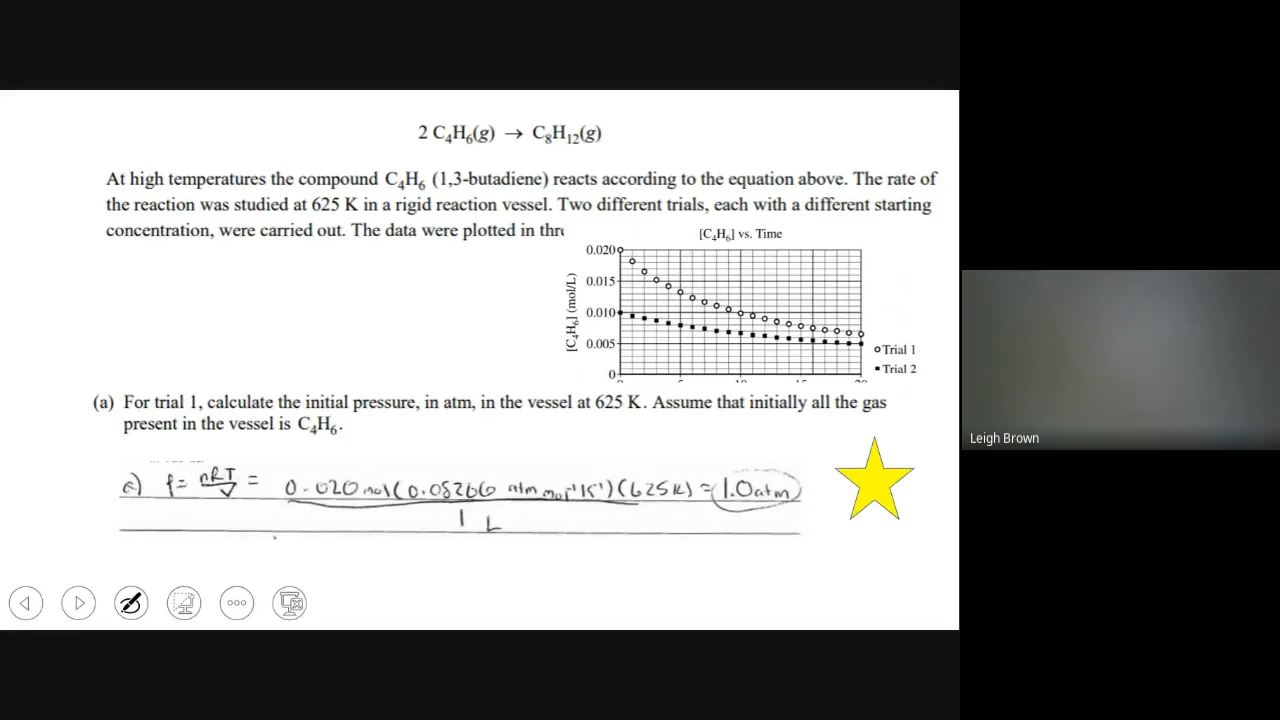 2 C₄H₆(g) → C₈H₁₂(g)
At high temperatures the compound C₄H₆ (1,3-butadiene) reacts according to the equation above. The rate of
the reaction was studied at 625 K in a rigid reaction vessel. Two different trials, each with a different starting
concentration, were carried out. The data were plotted in thre
[C₄H₆] vs. Time
[C₄H₆] (mol/L)
0.020
0.015
0.010
0.005
0
Trial 1
Trial 2
(a) For trial 1, calculate the initial pressure, in atm, in the vessel at 625 K. Assume that initially all the gas
present in the vessel is C₄H₆.
a) P = nRT/V = 0.020 mol (0.08206 atm mol⁻¹K⁻¹)(625K) = 1.0atm
1 L
Leigh Brown